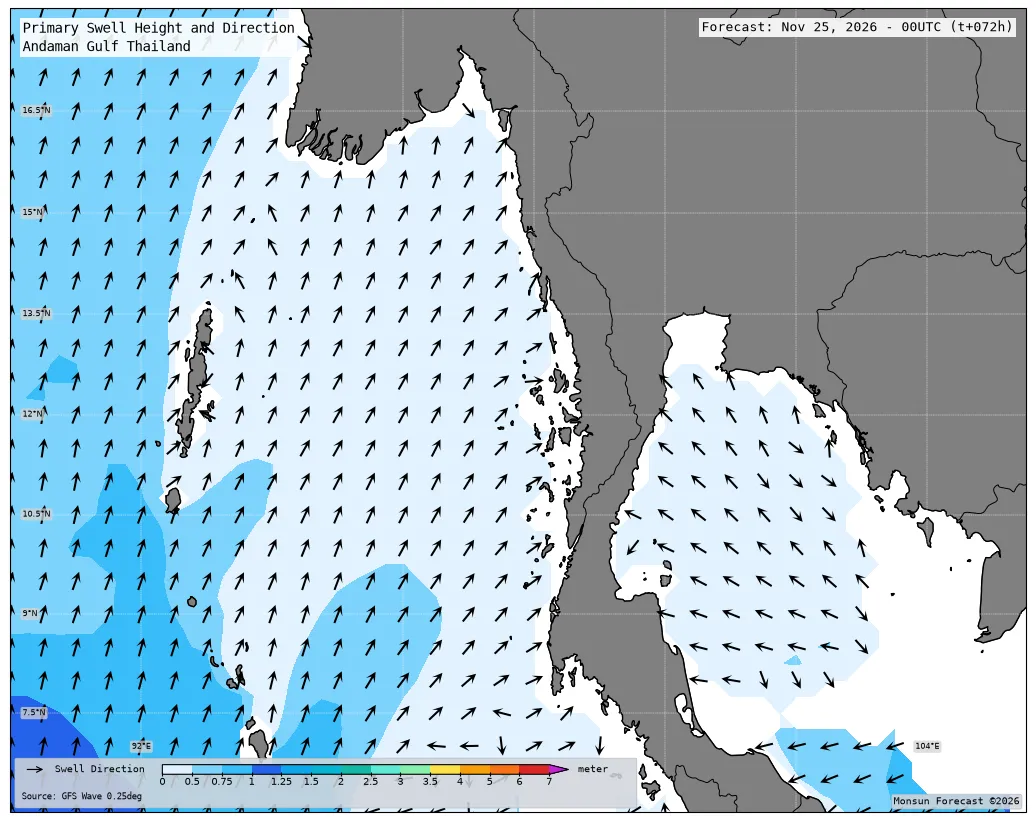 Primary Swell Height and Direction
Andaman Gulf Thailand
Forecast: Nov 25, 2026 - 00UTC (t+072h)
16.5°N
15°N
13.5°N
12°N
10.5°N
9°N
7.5°N
92°E
104°E
Swell Direction
0 0.5 0.75 1.25 1.5 2 2.5 3 3.5 4 5 6 7
meter
Source: GFS Wave 0.25deg
Monsun Forecast ©2026